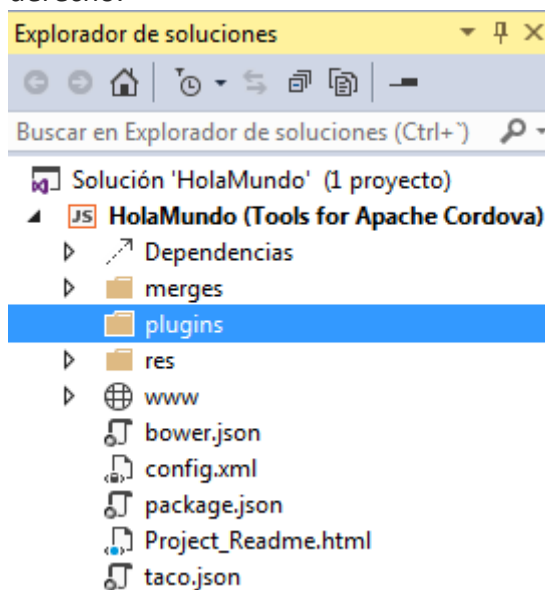 derecho.
Explorador de soluciones
Buscar en Explorador de soluciones (Ctrl+`)
Solución 'HolaMundo' (1 proyecto)
JS HolaMundo (Tools for Apache Cordova)
Dependencias
merges
plugins
res
www
bower.json
config.xml
package.json
Project_Readme.html
taco.json